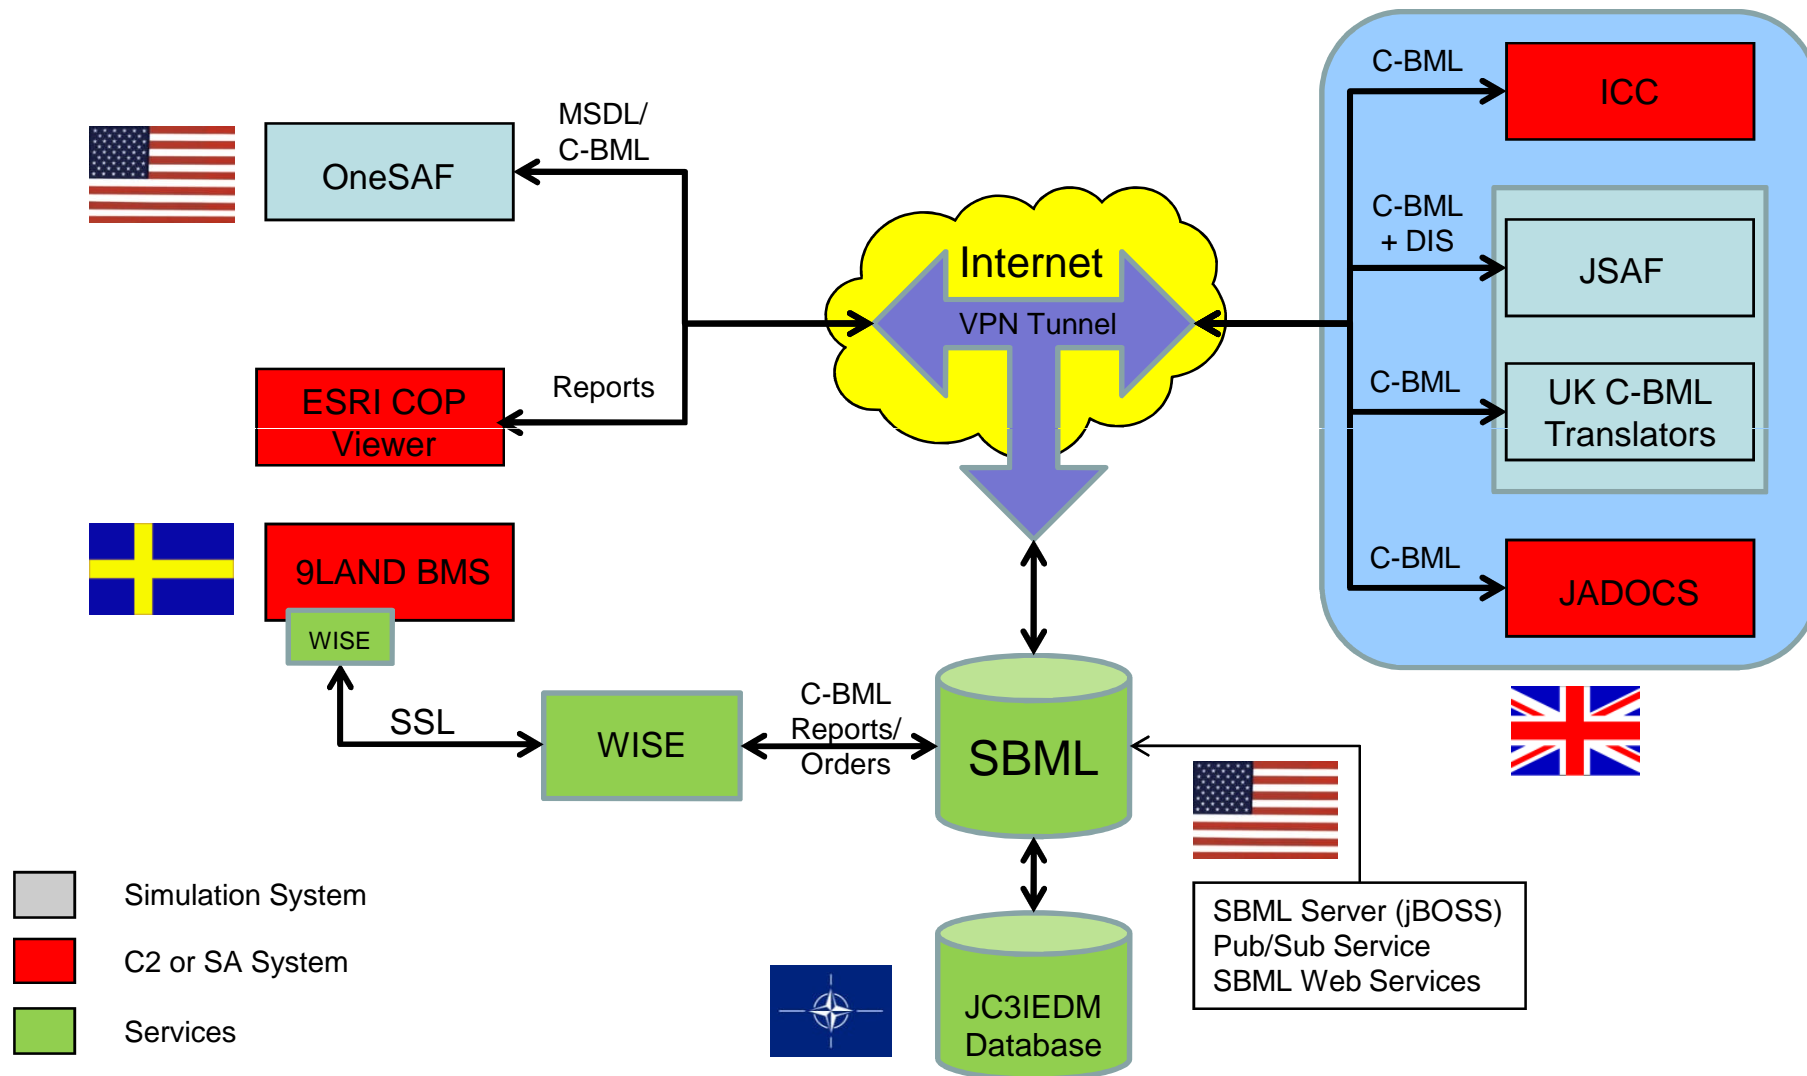 MSDL/
C-BML
OneSAF
Reports
ESRI COP
Viewer
9LAND BMS
WISE
SSL
WISE
C-BML
Reports/
Orders
Internet
VPN Tunnel
SBML
JC3IEDM
Database
C-BML
ICC
C-BML
+ DIS
JSAF
C-BML
UK C-BML
Translators
C-BML
JADOCS
SBML Server (jBOSS)
Pub/Sub Service
SBML Web Services
Simulation System
C2 or SA System
Services